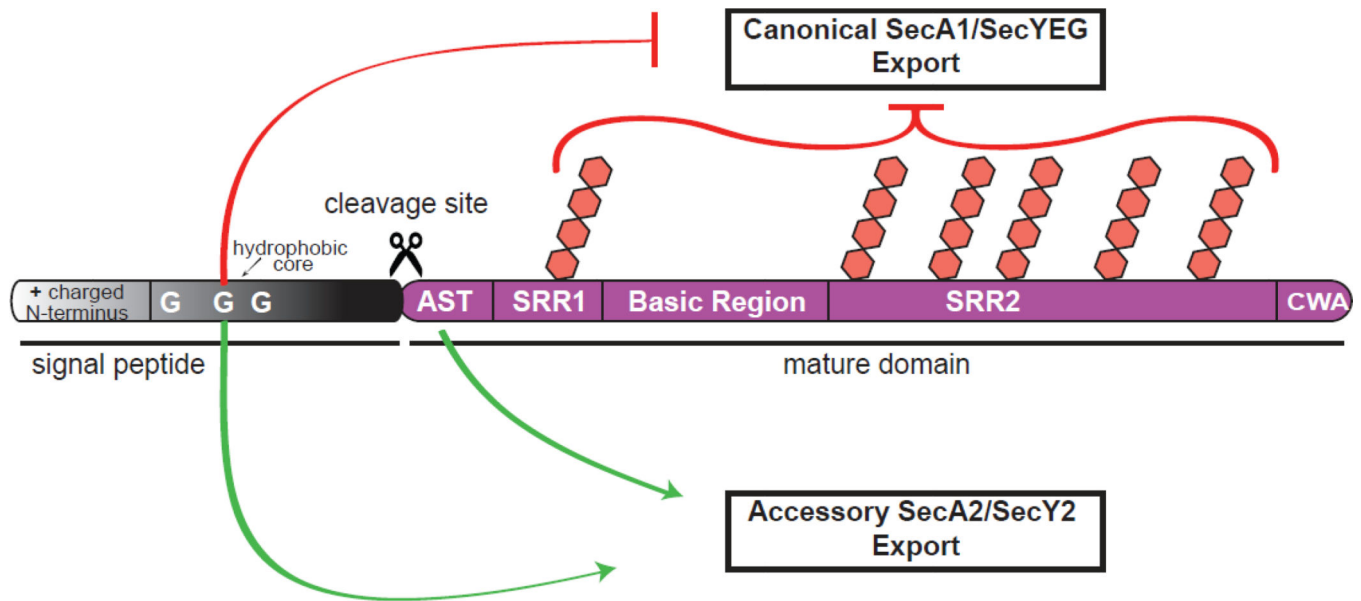 Canonical SecA1/SecYEG
Export
cleavage site
hydrophobic
core
+ charged
N-terminus
G G G
AST
SRR1
Basic Region
SRR2
CWA
signal peptide
mature domain
Accessory SecA2/SecY2
Export